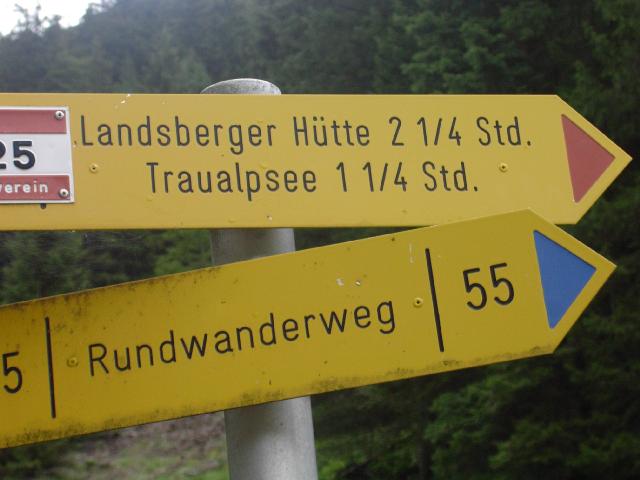 Landsberger Hütte 2 1/4 Std.
Traualpsee 1 1/4 Std.
25
verein
5 Rundwanderweg 55